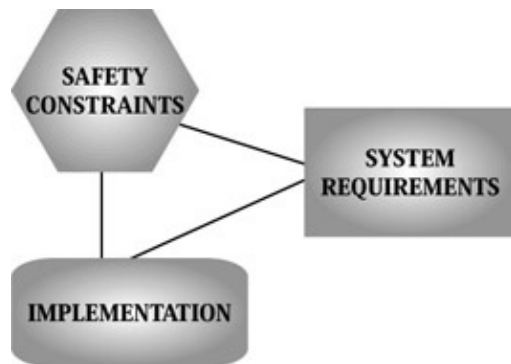 SAFETY
CONSTRAINTS
SYSTEM
REQUIREMENTS
IMPLEMENTATION